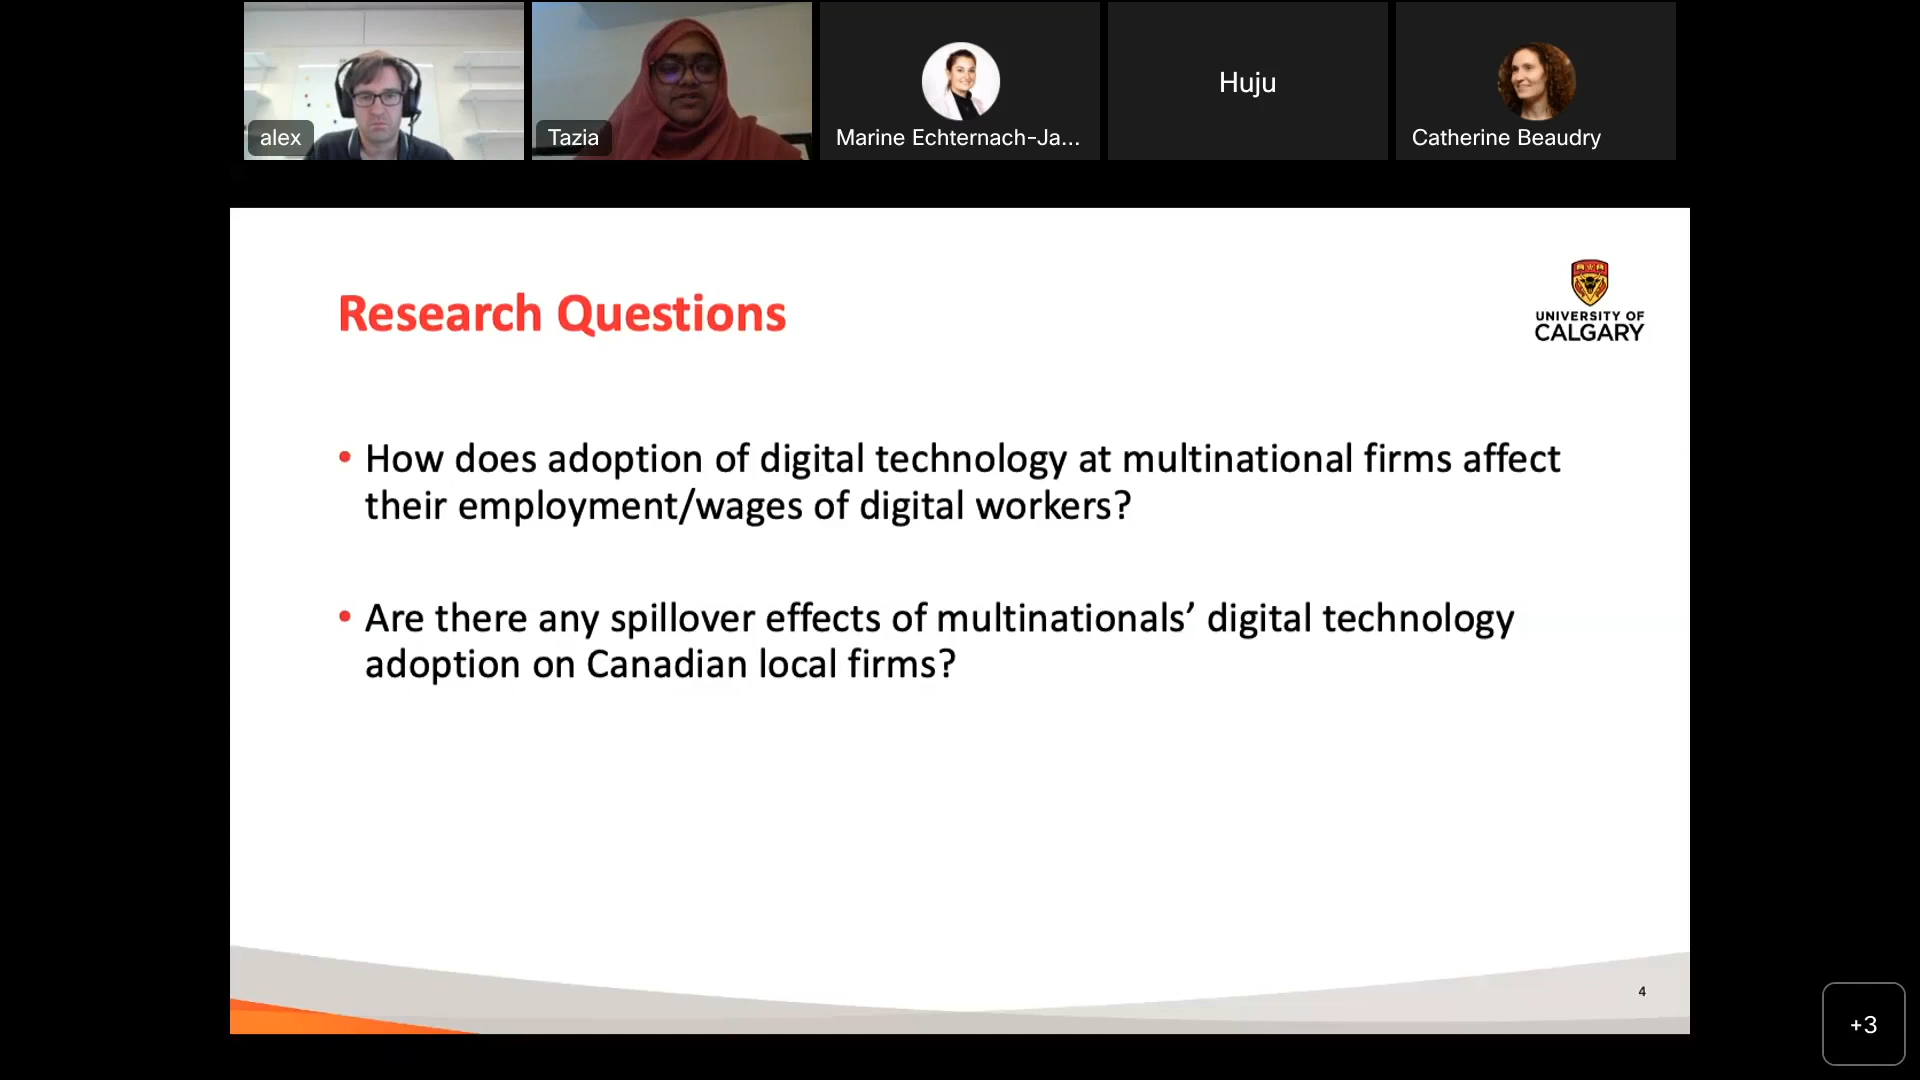 alex
Tazia
Marine Echternach-Ja...
Huju
Catherine Beaudry
Research Questions
UNIVERSITY OF
CALGARY
• How does adoption of digital technology at multinational firms affect
their employment/wages of digital workers?
• Are there any spillover effects of multinationals’ digital technology
adoption on Canadian local firms?
4
+3